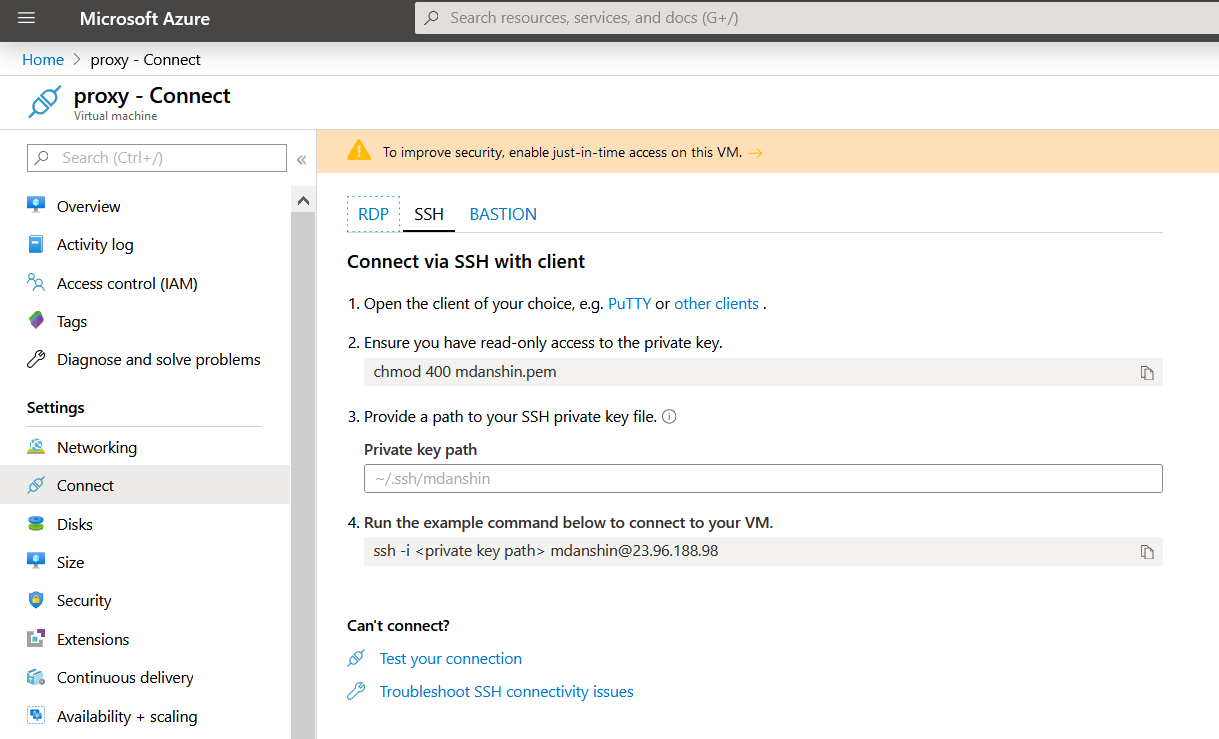 Microsoft Azure
Search resources, services, and docs (G+/)
Home > proxy - Connect
proxy - Connect
Virtual machine
Search (Ctrl+/)
«
Overview
Activity log
Access control (IAM)
Tags
Diagnose and solve problems
Settings
Networking
Connect
Disks
Size
Security
Extensions
Continuous delivery
Availability + scaling
To improve security, enable just-in-time access on this VM. →
RDP SSH BASTION
Connect via SSH with client
1. Open the client of your choice, e.g. PuTTY or other clients .
2. Ensure you have read-only access to the private key.
chmod 400 mdanshin.pem
3. Provide a path to your SSH private key file.
Private key path
~/.ssh/mdanshin
4. Run the example command below to connect to your VM.
ssh -i <private key path> mdanshin@23.96.188.98
Can't connect?
Test your connection
Troubleshoot SSH connectivity issues